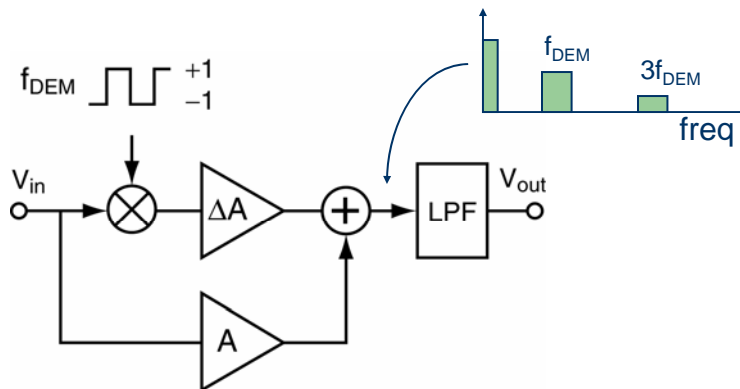 f_DEM
+1
−1
f_DEM
3f_DEM
freq
V_in
ΔA
LPF
V_out
A